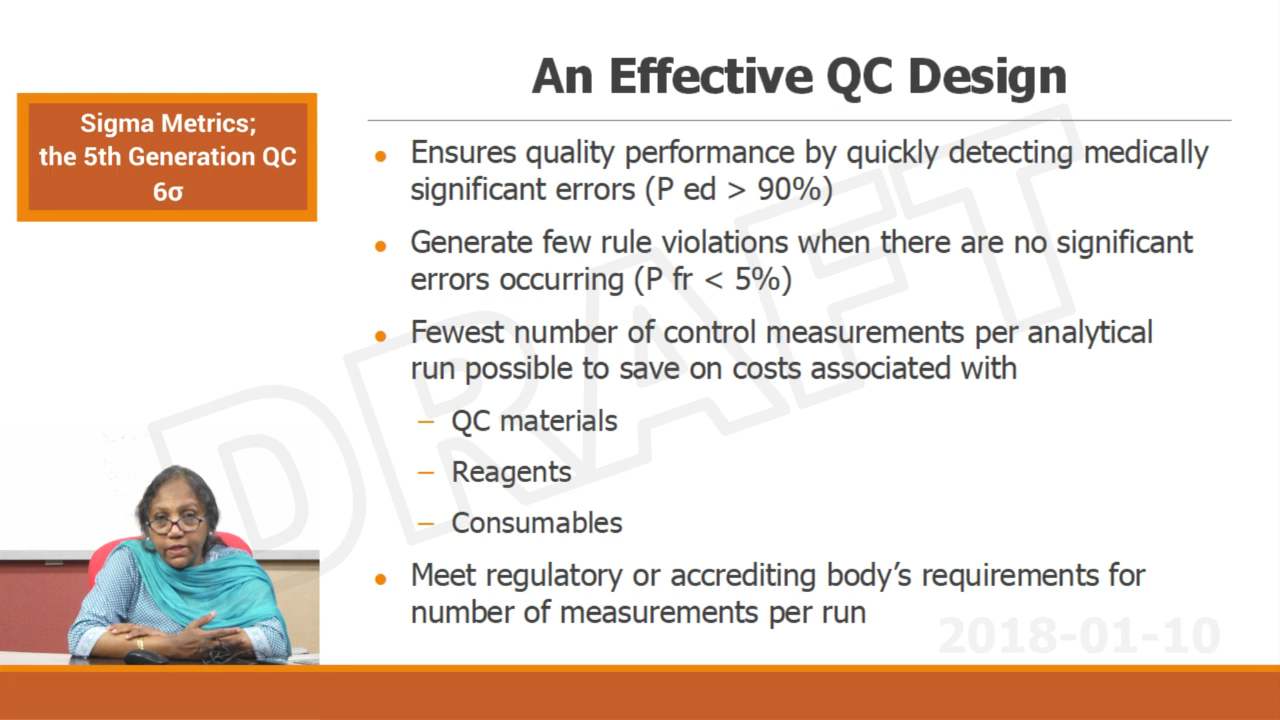 An Effective QC Design
Sigma Metrics;
the 5th Generation QC
6σ
• Ensures quality performance by quickly detecting medically
significant errors (P ed > 90%)
• Generate few rule violations when there are no significant
errors occurring (P fr < 5%)
• Fewest number of control measurements per analytical
run possible to save on costs associated with
– QC materials
– Reagents
– Consumables
• Meet regulatory or accrediting body’s requirements for
number of measurements per run
DRAFT
2018-01-10